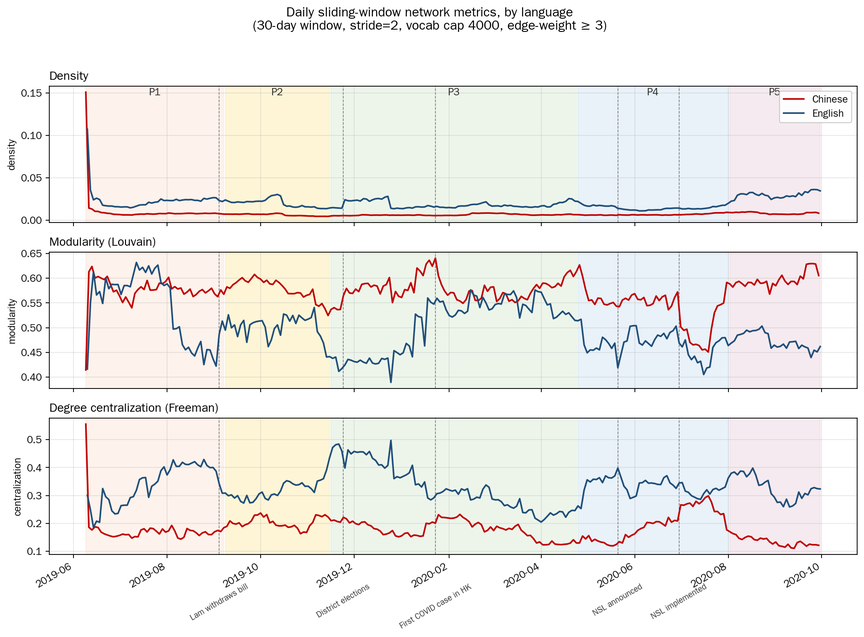 Daily sliding-window network metrics, by language
(30-day window, stride=2, vocab cap 4000, edge-weight ≥ 3)
Density
P1 P2 P3 P4 P5
Chinese
English
0.15
0.10
0.05
0.00
density
Modularity (Louvain)
0.65
0.60
0.55
0.50
0.45
0.40
modularity
Degree centralization (Freeman)
0.5
0.4
0.3
0.2
0.1
centralization
2019-06 2019-08 2019-10 2019-12 2020-02 2020-04 2020-06 2020-08 2020-10
Lam withdraws bill District elections First COVID case in HK NSL announced NSL implemented